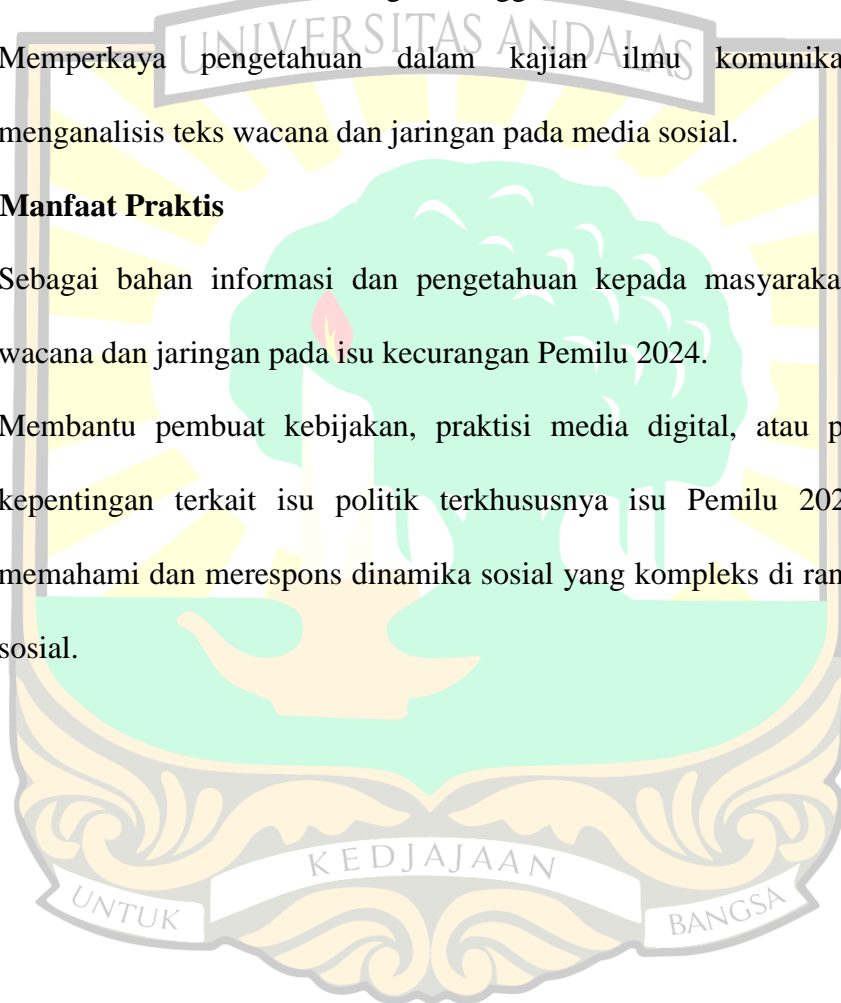 UNIVERSITAS ANDALAS
Memperkaya pengetahuan dalam kajian ilmu
menganalisis teks wacana dan jaringan pada media sosial.
Manfaat Praktis
Sebagai bahan informasi dan pengetahuan kepada
wacana dan jaringan pada isu kecurangan Pemilu 2024.
Membantu pembuat kebijakan, praktisi media digital, atau
kepentingan terkait isu politik terkhususnya isu Pemilu
memahami dan merespons dinamika sosial yang kompleks di
sosial.
UNTUK KEDJAJAAN BANGSA